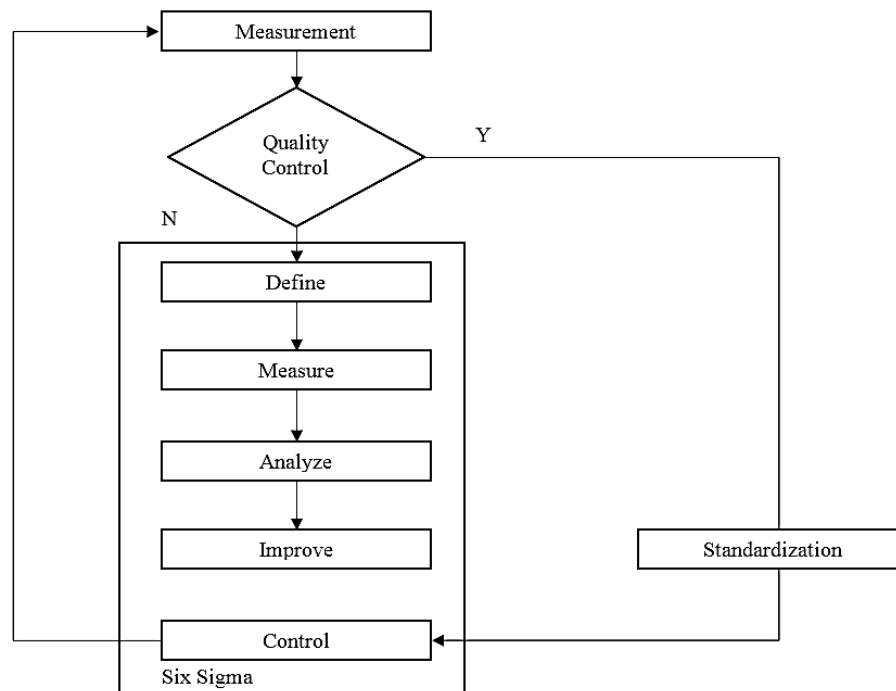 Measurement
Quality
Control
Y
N
Define
Measure
Analyze
Improve
Standardization
Control
Six Sigma